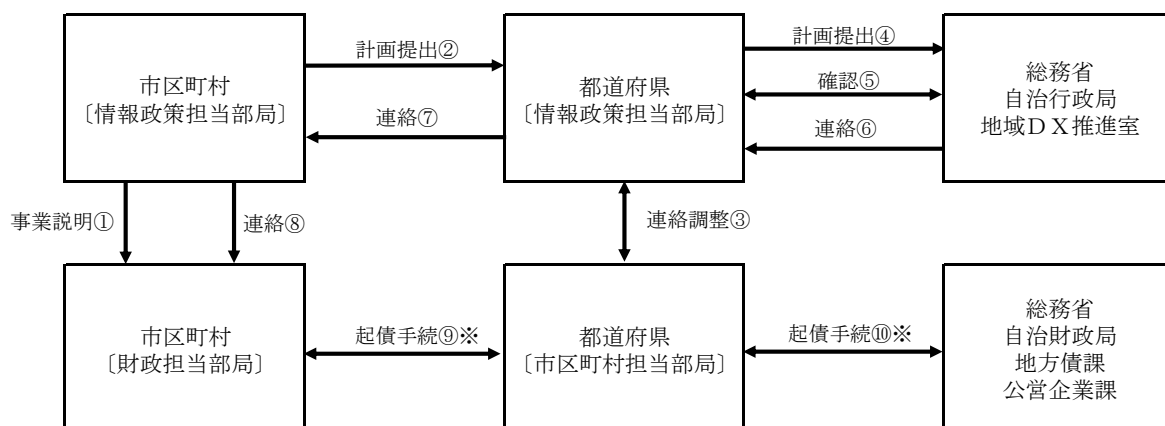 市区町村
〔情報政策担当部局〕
計画提出②
連絡⑦
都道府県
〔情報政策担当部局〕
計画提出④
確認⑤
連絡⑥
総務省
自治行政局
地域DX推進室
事業説明①
連絡⑧
連絡調整③
市区町村
〔財政担当部局〕
起債手続⑨※
都道府県
〔市区町村担当部局〕
起債手続⑩※
総務省
自治財政局
地方債課
公営企業課